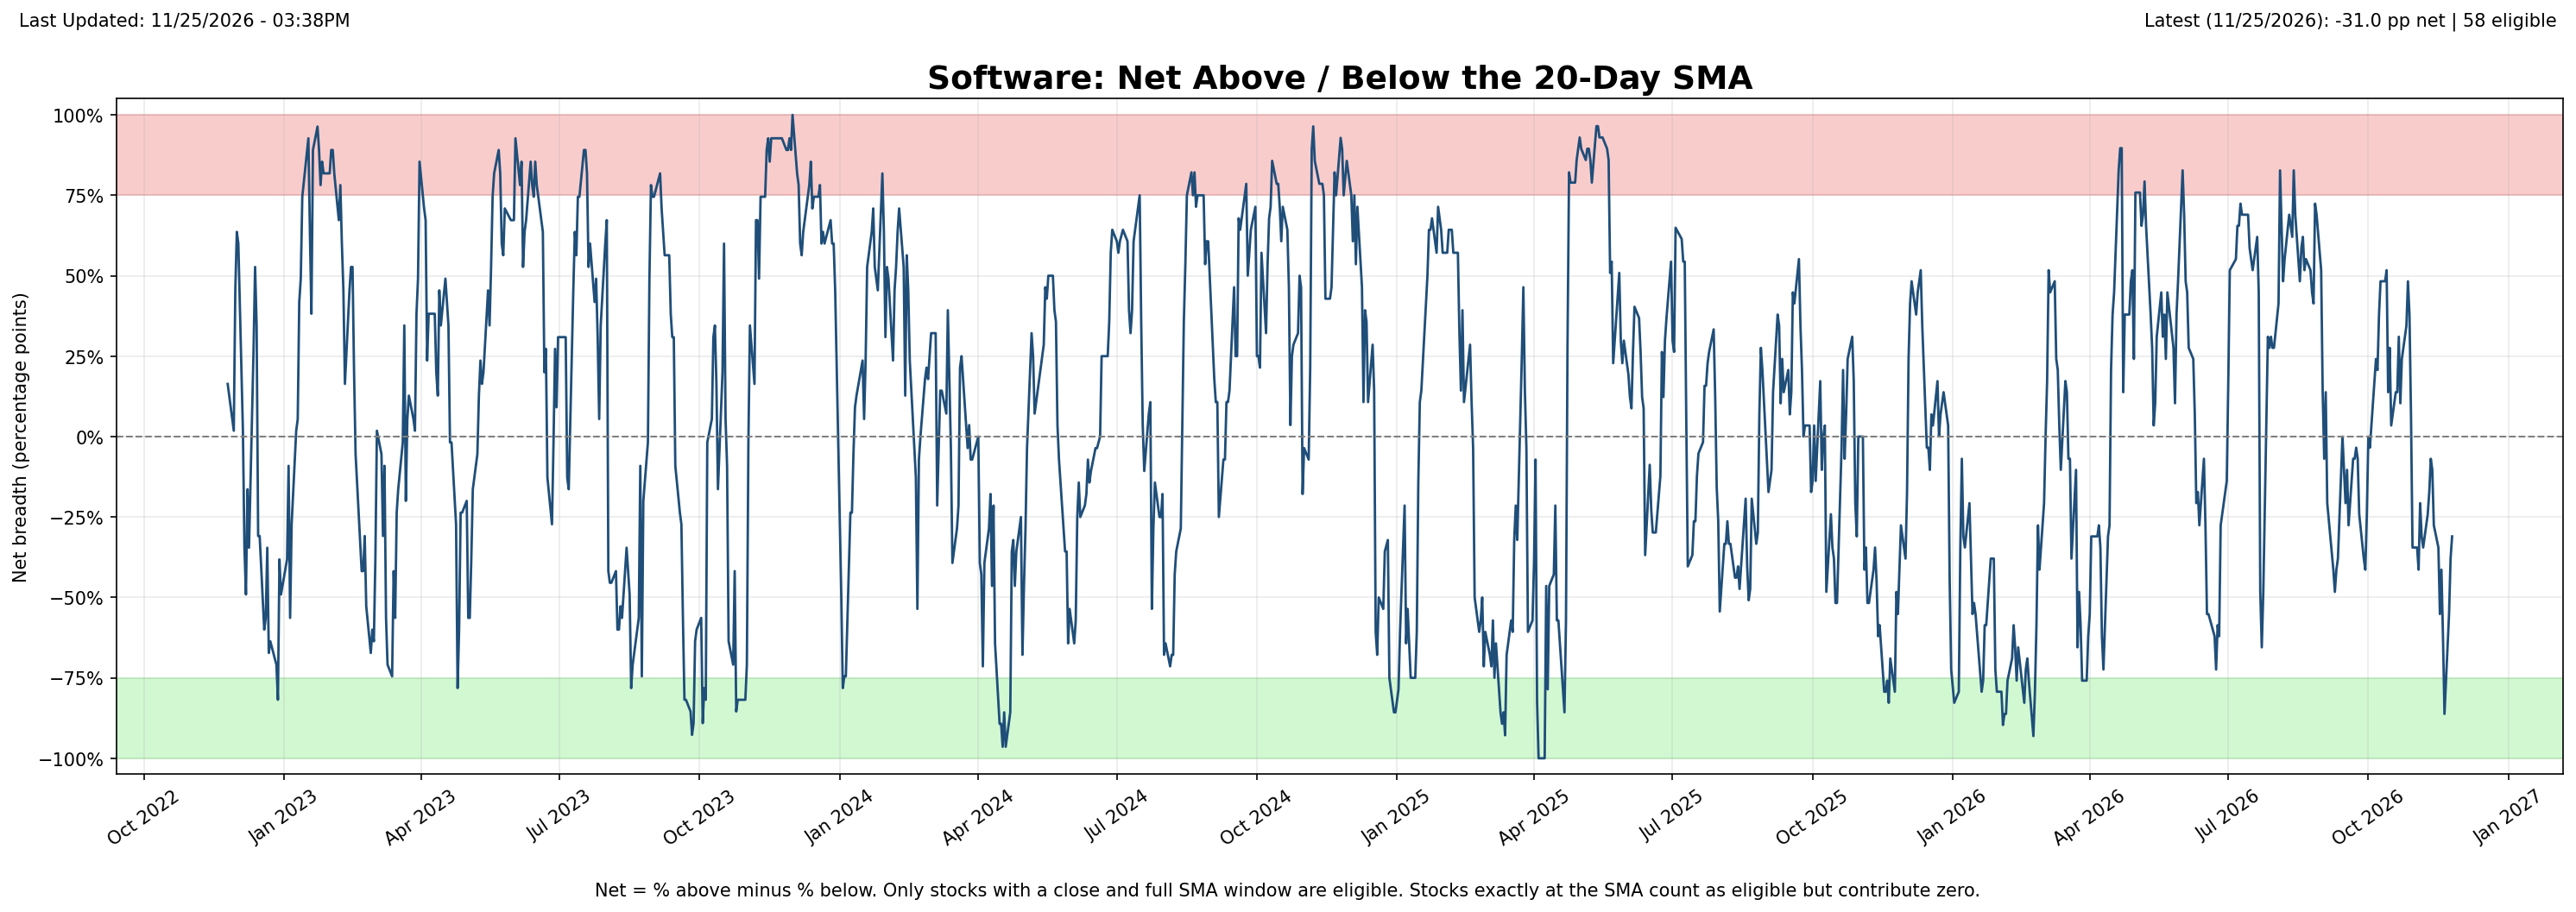 Last Updated: 11/25/2026 - 03:38PM
Latest (11/25/2026): -31.0 pp net | 58 eligible
Software: Net Above / Below the 20-Day SMA
Net breadth (percentage points)
100%
75%
50%
25%
0%
−25%
−50%
−75%
−100%
Oct 2022
Jan 2023
Apr 2023
Jul 2023
Oct 2023
Jan 2024
Apr 2024
Jul 2024
Oct 2024
Jan 2025
Apr 2025
Jul 2025
Oct 2025
Jan 2026
Apr 2026
Jul 2026
Oct 2026
Jan 2027
Net = % above minus % below. Only stocks with a close and full SMA window are eligible. Stocks exactly at the SMA count as eligible but contribute zero.